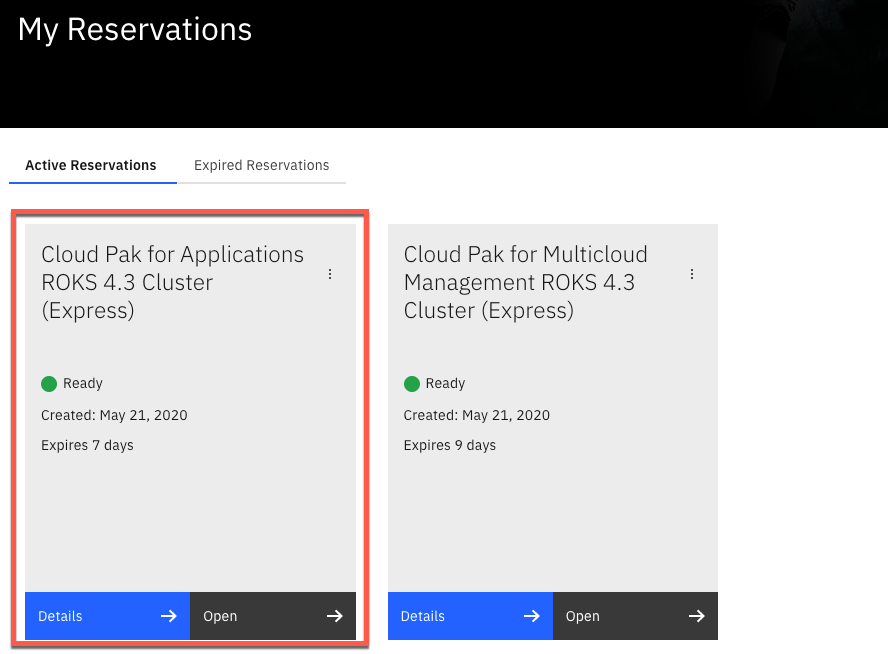 My Reservations
Active Reservations
Expired Reservations
Cloud Pak for Applications
ROKS 4.3 Cluster
(Express)
Ready
Created: May 21, 2020
Expires 7 days
Details
Open
Cloud Pak for Multicloud
Management ROKS 4.3
Cluster (Express)
Ready
Created: May 21, 2020
Expires 9 days
Details
Open